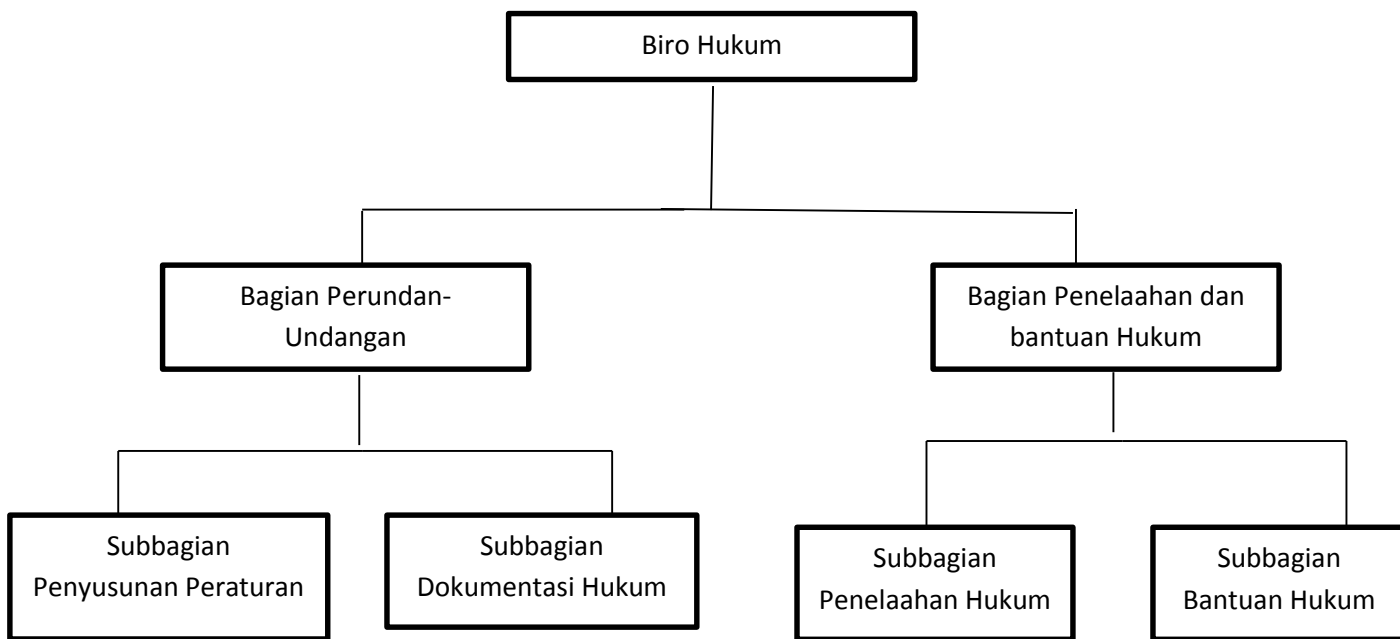 Biro Hukum
Bagian Perundan-
Undangan
Bagian Penelaahan dan
bantuan Hukum
Subbagian
Penyusunan Peraturan
Subbagian
Dokumentasi Hukum
Subbagian
Penelaahan Hukum
Subbagian
Bantuan Hukum